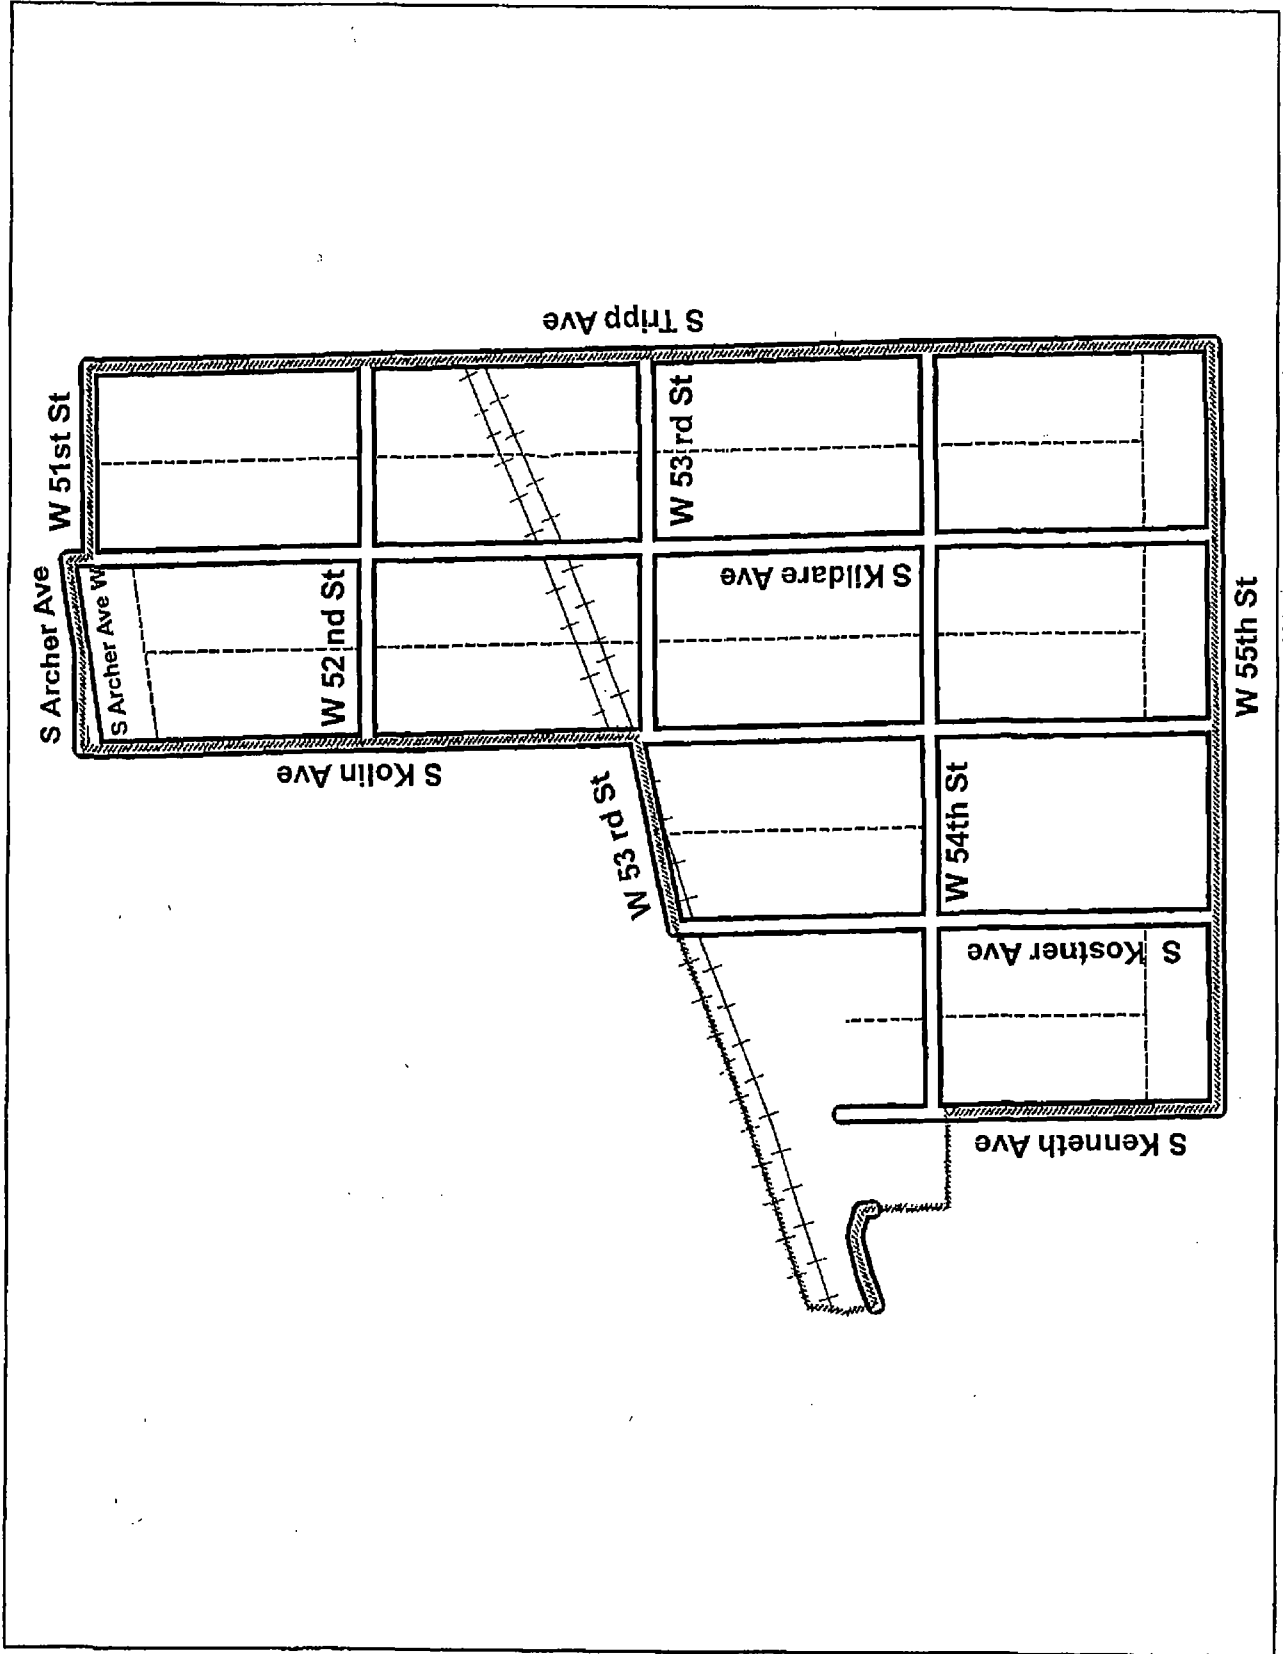 S Archer Ave
W 51st St
S Archer Ave W
S Tripp Ave
W 52nd St
S Kolin Ave
W 53rd St
W 53rd St
S Kildare Ave
W 54th St
S Kostner Ave
S Kenneth Ave
W 55th St